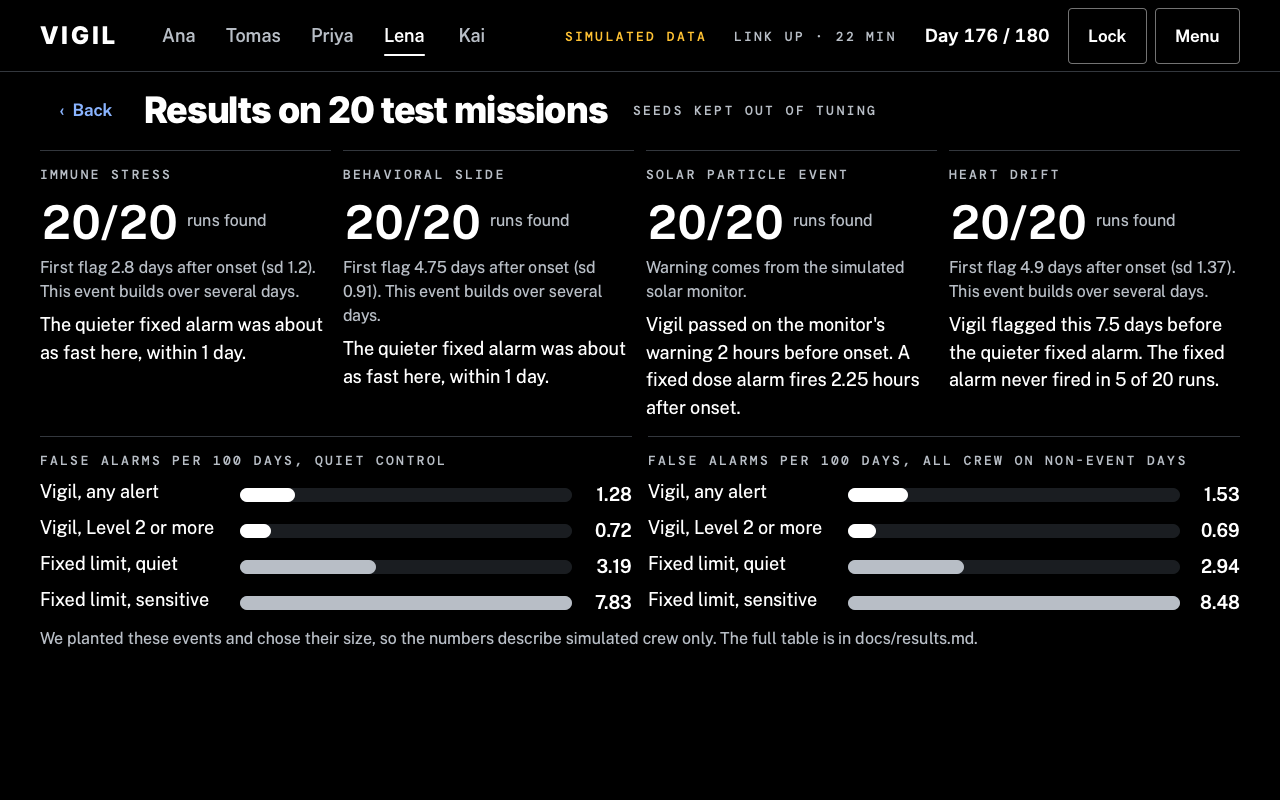 VIGIL Ana Tomas Priya Lena Kai SIMULATED DATA LINK UP · 22 MIN Day 176 / 180 Lock Menu
‹ Back Results on 20 test missions SEEDS KEPT OUT OF TUNING
IMMUNE STRESS
20/20 runs found
First flag 2.8 days after onset (sd 1.2).
This event builds over several days.
The quieter fixed alarm was about
as fast here, within 1 day.
BEHAVIORAL SLIDE
20/20 runs found
First flag 4.75 days after onset (sd
0.91). This event builds over several
days.
The quieter fixed alarm was about
as fast here, within 1 day.
SOLAR PARTICLE EVENT
20/20 runs found
Warning comes from the simulated
solar monitor.
Vigil passed on the monitor's
warning 2 hours before onset. A
fixed dose alarm fires 2.25 hours
after onset.
HEART DRIFT
20/20 runs found
First flag 4.9 days after onset (sd 1.37).
This event builds over several days.
Vigil flagged this 7.5 days before
the quieter fixed alarm. The fixed
alarm never fired in 5 of 20 runs.
FALSE ALARMS PER 100 DAYS, QUIET CONTROL
Vigil, any alert 1.28
Vigil, Level 2 or more 0.72
Fixed limit, quiet 3.19
Fixed limit, sensitive 7.83
FALSE ALARMS PER 100 DAYS, ALL CREW ON NON-EVENT DAYS
Vigil, any alert 1.53
Vigil, Level 2 or more 0.69
Fixed limit, quiet 2.94
Fixed limit, sensitive 8.48
We planted these events and chose their size, so the numbers describe simulated crew only. The full table is in docs/results.md.